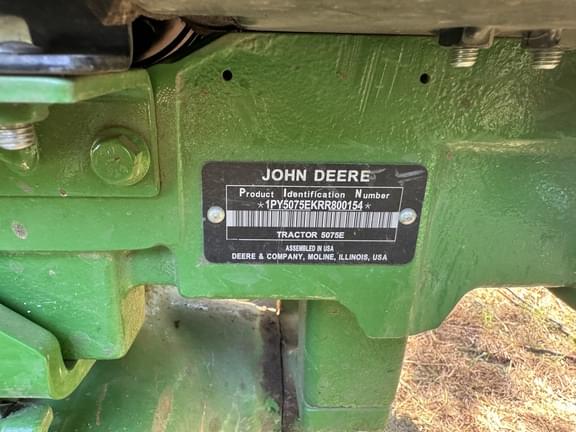 JOHN DEERE
Product Identification Number
*1PY5075EKRR800154*
TRACTOR 5075E
ASSEMBLED IN USA
DEERE & COMPANY, MOLINE, ILLINOIS, USA